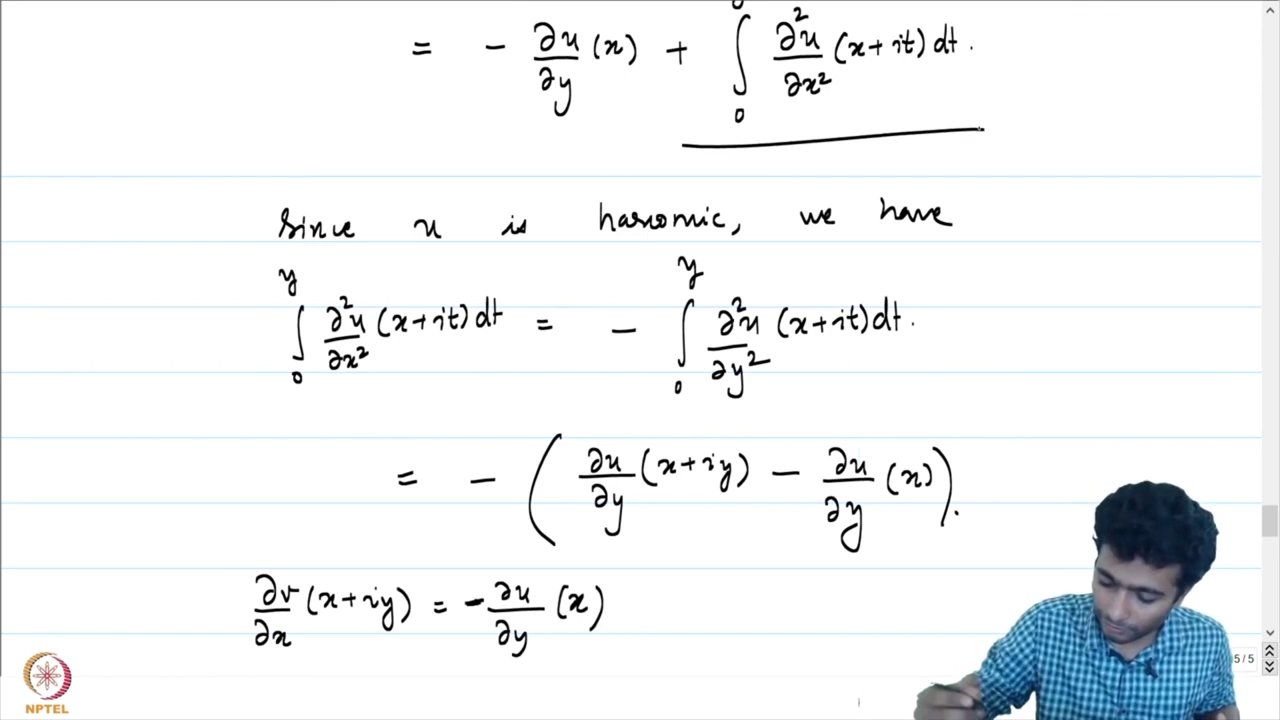 = - ∂u/∂y (x) + ∫₀ ∂²u/∂x² (x+it) dt.
Since u is harmonic, we have
∫₀^y ∂²u/∂x² (x+it) dt = - ∫₀^y ∂²u/∂y² (x+it) dt.
= - ( ∂u/∂y (x+iy) - ∂u/∂y (x) ).
∂v/∂x (x+iy) = - ∂u/∂y (x)
5 / 5
NPTEL